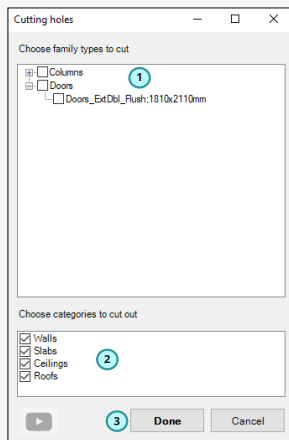 Cutting holes
Choose family types to cut
Columns
1
Doors
Doors_ExtDbl_Flush;1810x2110mm
Choose categories to cut out
Walls
Slabs
2
Ceilings
Roofs
3
Done
Cancel